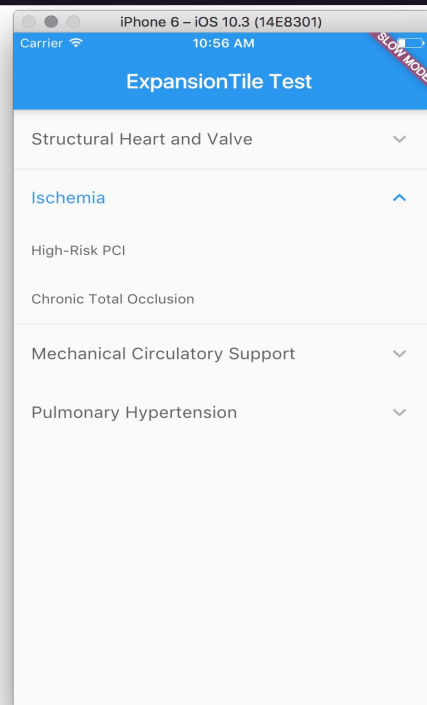 iPhone 6 – iOS 10.3 (14E8301)
Carrier 10:56 AM
SLOW MODE
ExpansionTile Test
Structural Heart and Valve
Ischemia
High-Risk PCI
Chronic Total Occlusion
Mechanical Circulatory Support
Pulmonary Hypertension